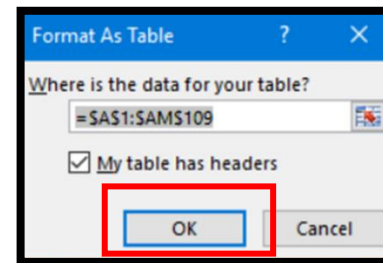 Format As Table ? ×
Where is the data for your table?
=$A$1:$AM$109
My table has headers
OK Cancel